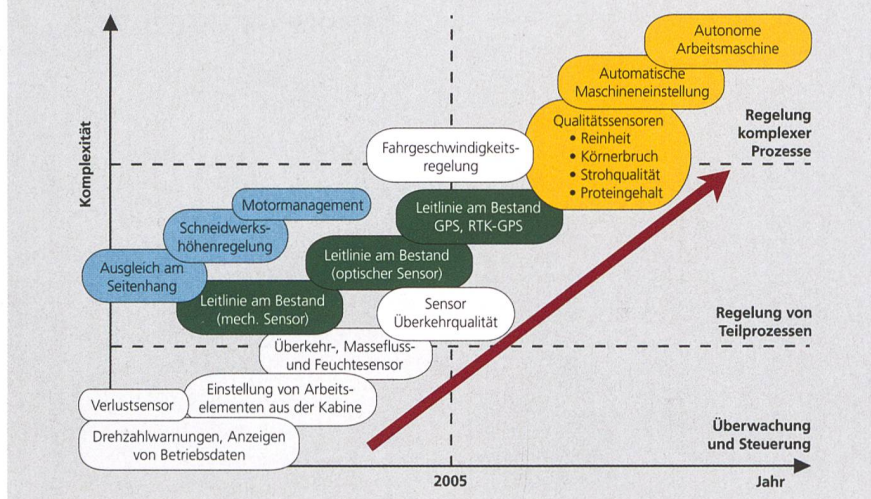 Autonome
Arbeitsmaschine
Automatische
Maschineneinstellung
Qualitätssensoren
• Reinheit
• Körnerbruch
• Strohqualität
• Proteingehalt
Regelung
komplexer
Prozesse
Komplexität
Fahrgeschwindigkeits-
regelung
Motormanagement
Leitlinie am Bestand
GPS, RTK-GPS
Schneidwerks-
höhenregelung
Leitlinie am Bestand
(optischer Sensor)
Ausgleich am
Seitenhang
Leitlinie am Bestand
(mech. Sensor)
Sensor
Überkehrqualität
Regelung von
Teilprozessen
Überkehr-, Massefluss-
und Feuchtesensor
Einstellung von Arbeits-
elementen aus der Kabine
Verlustsensor
Drehzahlwarnungen, Anzeigen
von Betriebsdaten
Überwachung
und Steuerung
2005
Jahr